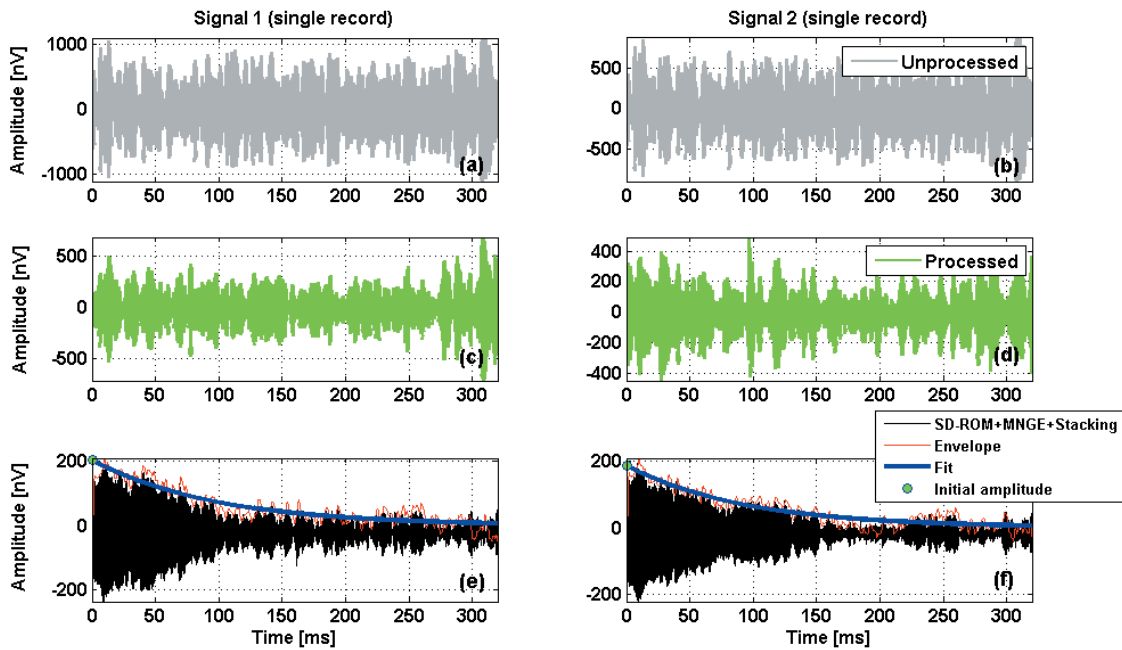 Signal 1 (single record)
Signal 2 (single record)
Amplitude [nV]
1000
0
-1000
0 50 100 150 200 250 300
(a)
500
0
-500
0 50 100 150 200 250 300
Unprocessed
(b)
Amplitude [nV]
500
0
-500
0 50 100 150 200 250 300
(c)
400
200
0
-200
-400
0 50 100 150 200 250 300
Processed
(d)
SD-ROM+MNGE+Stacking
Envelope
Fit
Initial amplitude
Amplitude [nV]
200
0
-200
0 50 100 150 200 250 300
(e)
Time [ms]
200
0
-200
0 50 100 150 200 250 300
(f)
Time [ms]